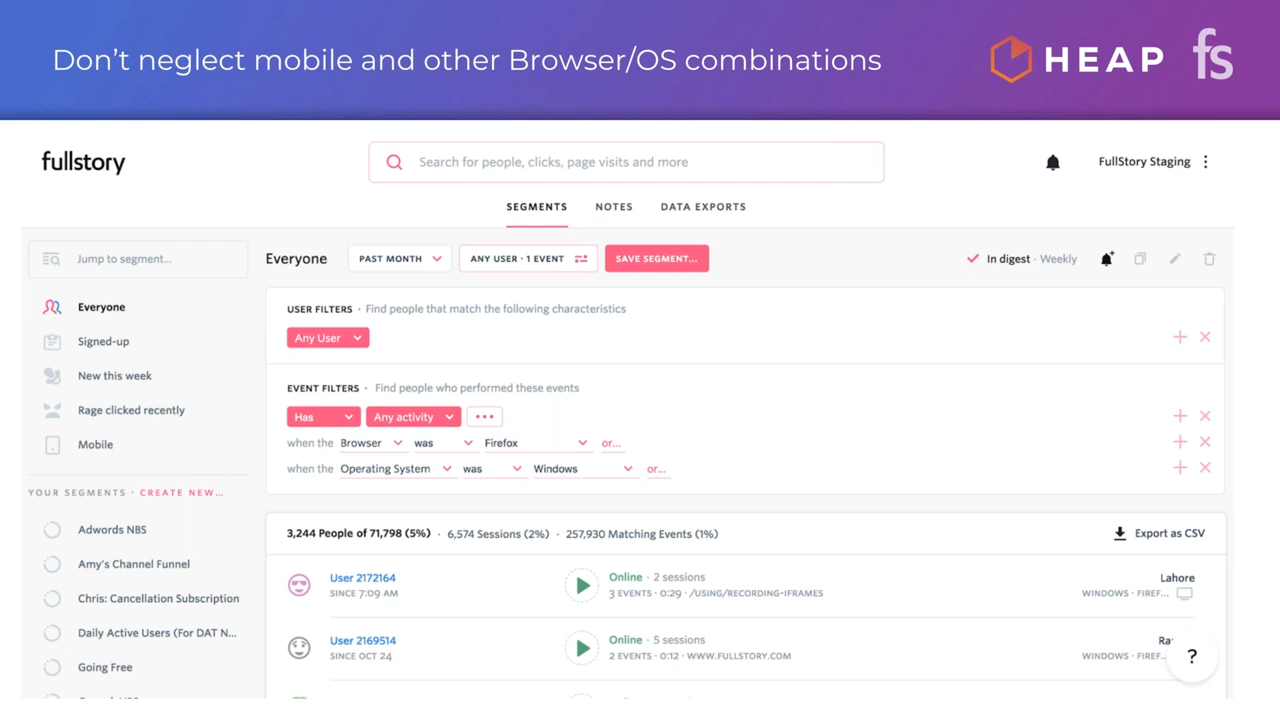 Don't neglect mobile and other Browser/OS combinations
HEAP fs
fullstory
Search for people, clicks, page visits and more
FullStory Staging
SEGMENTS NOTES DATA EXPORTS
Jump to segment...
Everyone
Signed-up
New this week
Rage clicked recently
Mobile
YOUR SEGMENTS · CREATE NEW...
Adwords NBS
Amy's Channel Funnel
Chris: Cancellation Subscription
Daily Active Users (For DAT N...
Going Free
Everyone PAST MONTH ANY USER · 1 EVENT SAVE SEGMENT...
In digest · Weekly
USER FILTERS · Find people that match the following characteristics
Any User
EVENT FILTERS · Find people who performed these events
Has Any activity
when the Browser was Firefox or...
when the Operating System was Windows or...
3,244 People of 71,798 (5%) · 6,574 Sessions (2%) · 257,930 Matching Events (1%)
Export as CSV
User 2172164 Online · 2 sessions Lahore
SINCE 7:09 AM 3 EVENTS · 0:29 · /USING/RECORDING-IFRAMES WINDOWS · FIREF...
User 2169514 Online · 5 sessions Ra
SINCE OCT 24 2 EVENTS · 0:12 · WWW.FULLSTORY.COM WINDOWS · FIREF...
?